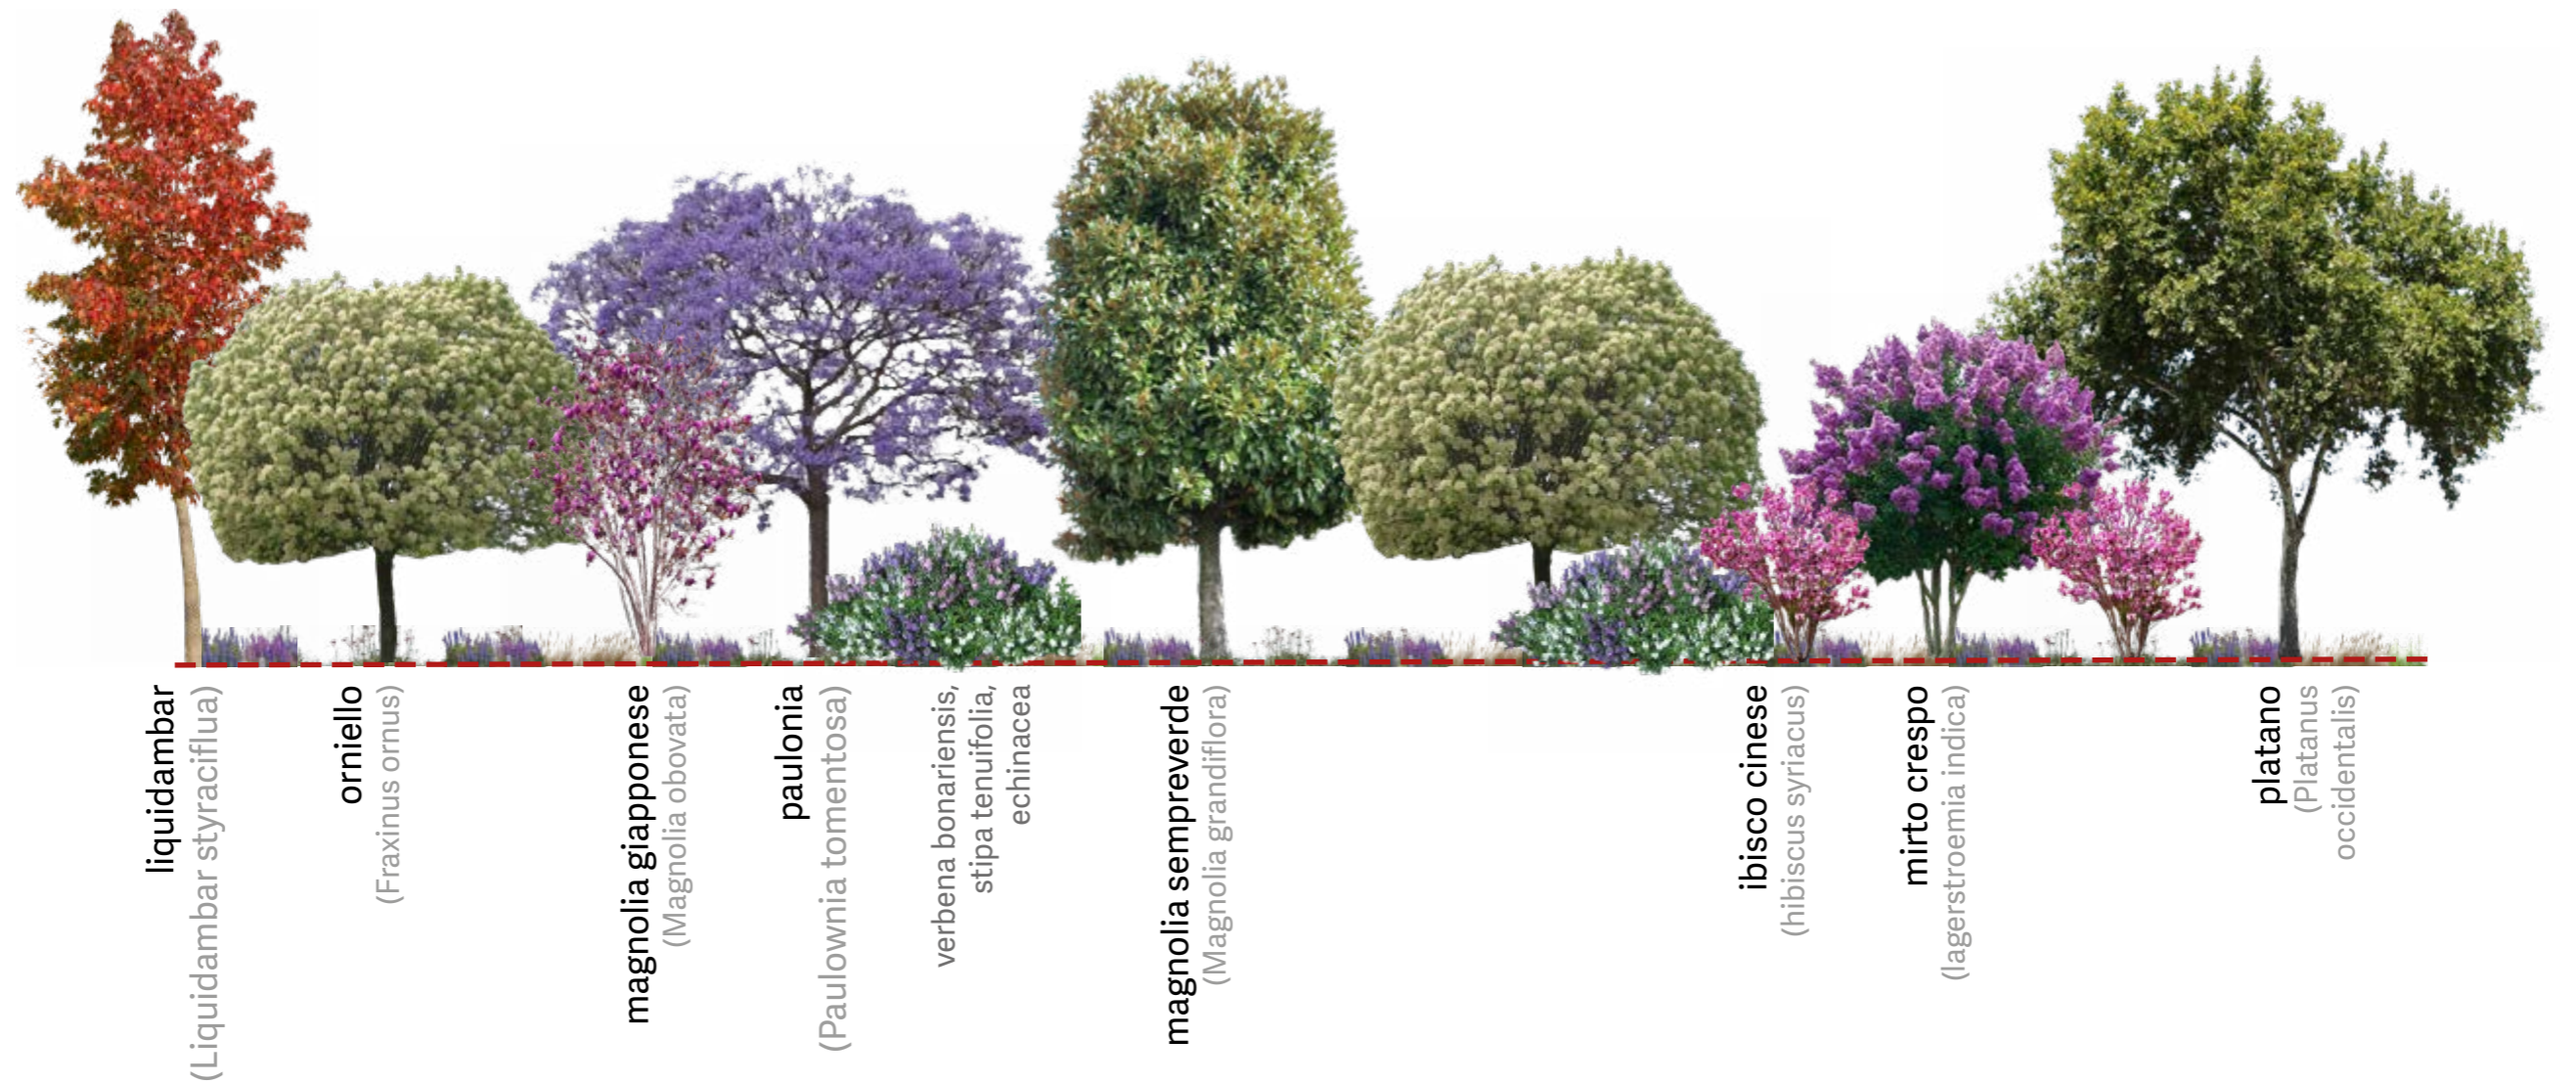 liquidambar
(Liquidambar styraciflua)
orniello
(Fraxinus ornus)
magnolia giapponese
(Magnolia obovata)
paulonia
(Paulownia tomentosa)
verbena bonariensis,
stipa tenuifolia,
echinacea
magnolia sempreverde
(Magnolia grandiflora)
ibisco cinese
(hibiscus syriacus)
mirto crespo
(lagerstroemia indica)
platano
(Platanus
occidentalis)